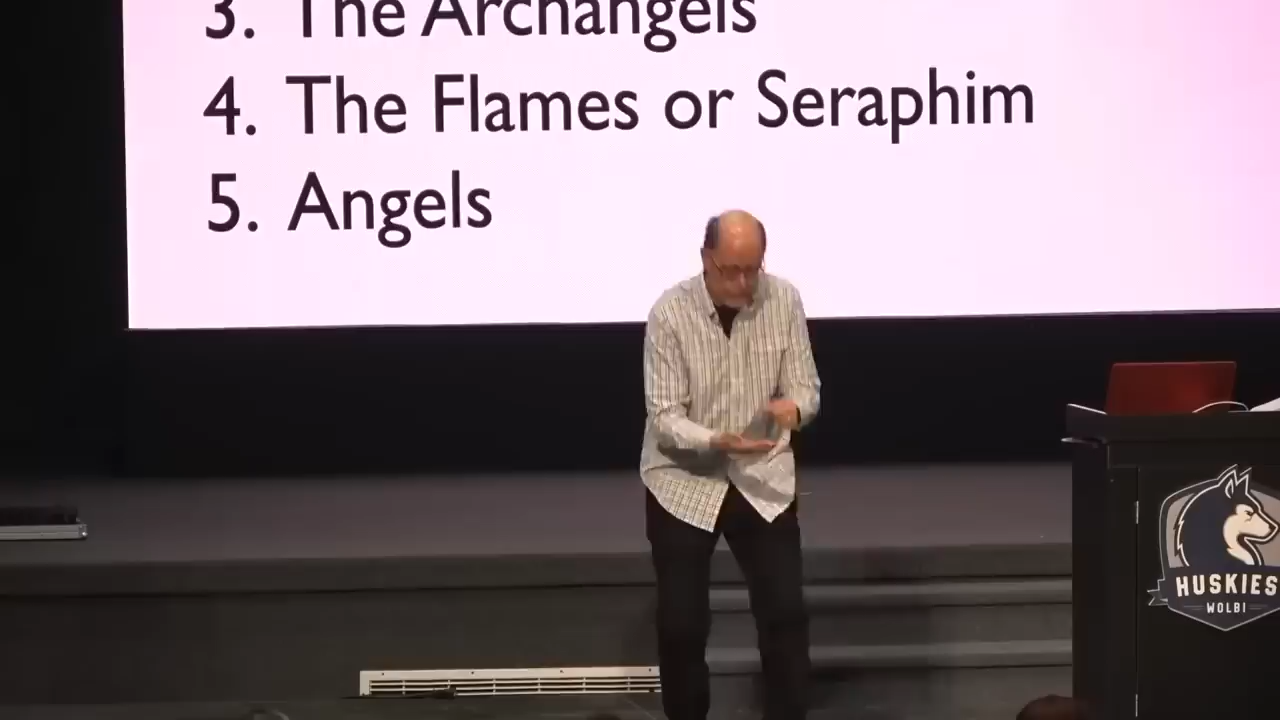 3. The Archangels
4. The Flames or Seraphim
5. Angels
HUSKIES
WOLBI